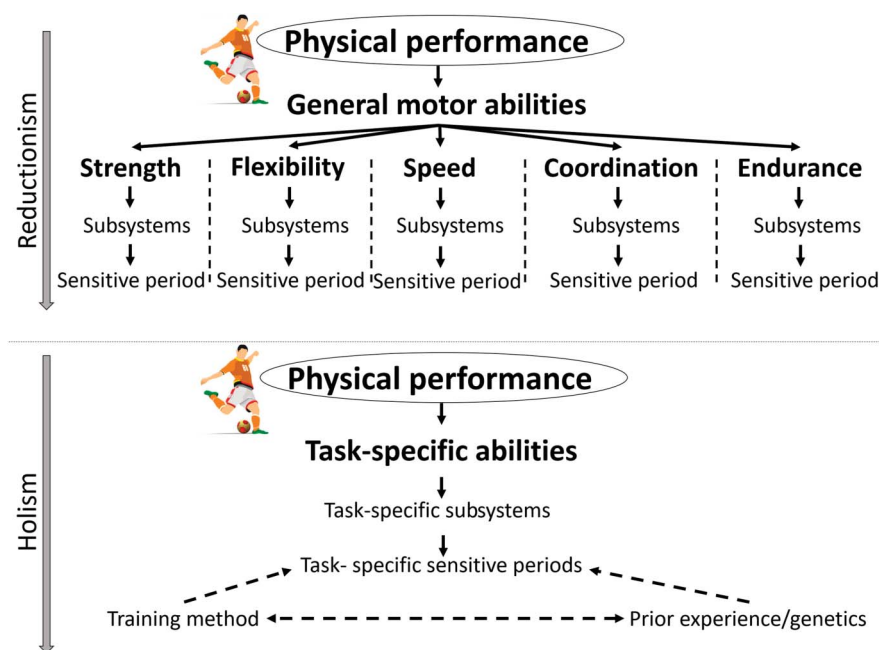 Reductionism
Physical performance
General motor abilities
Strength Flexibility Speed Coordination Endurance
Subsystems Subsystems Subsystems Subsystems Subsystems
Sensitive period Sensitive period Sensitive period Sensitive period Sensitive period
Holism
Physical performance
Task-specific abilities
Task-specific subsystems
Task- specific sensitive periods
Training method Prior experience/genetics